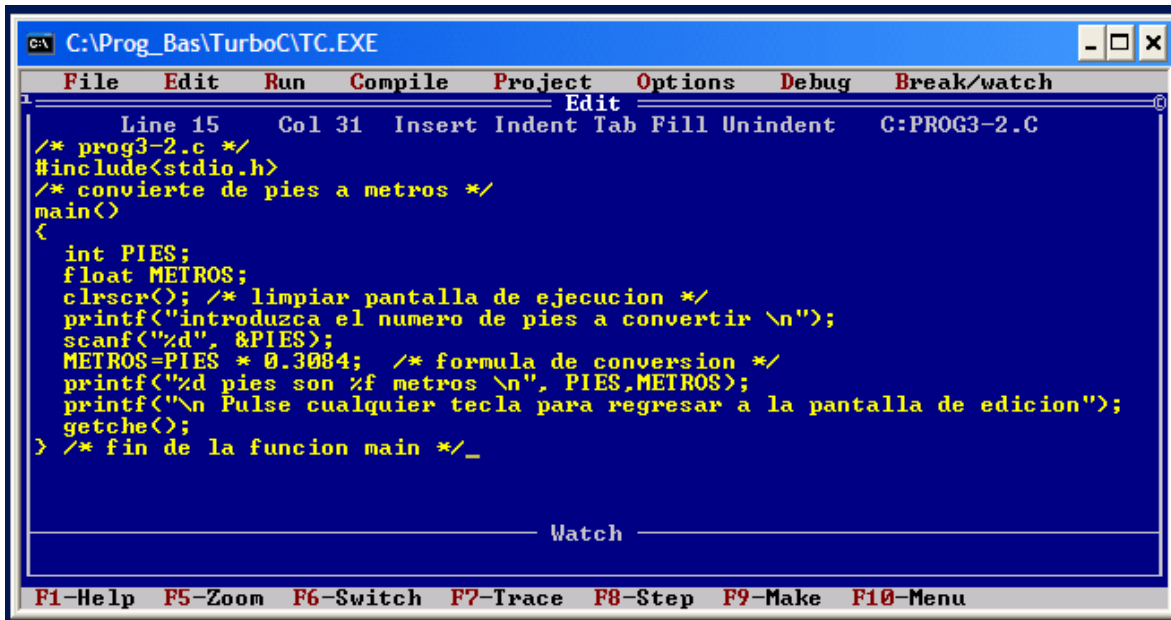 C:\Prog_Bas\TurboC\TC.EXE
File Edit Run Compile Project Options Debug Break/watch
Edit
Line 15 Col 31 Insert Indent Tab Fill Unindent C:PROG3-2.C
/* prog3-2.c */
#include<stdio.h>
/* convierte de pies a metros */
main()
{
  int PIES;
  float METROS;
  clrscr(); /* limpiar pantalla de ejecucion */
  printf("introduzca el numero de pies a convertir \n");
  scanf("%d", &PIES);
  METROS=PIES * 0.3084;  /* formula de conversion */
  printf("%d pies son %f metros \n", PIES,METROS);
  printf("\n Pulse cualquier tecla para regresar a la pantalla de edicion");
  getche();
} /* fin de la funcion main */_
Watch
F1-Help F5-Zoom F6-Switch F7-Trace F8-Step F9-Make F10-Menu